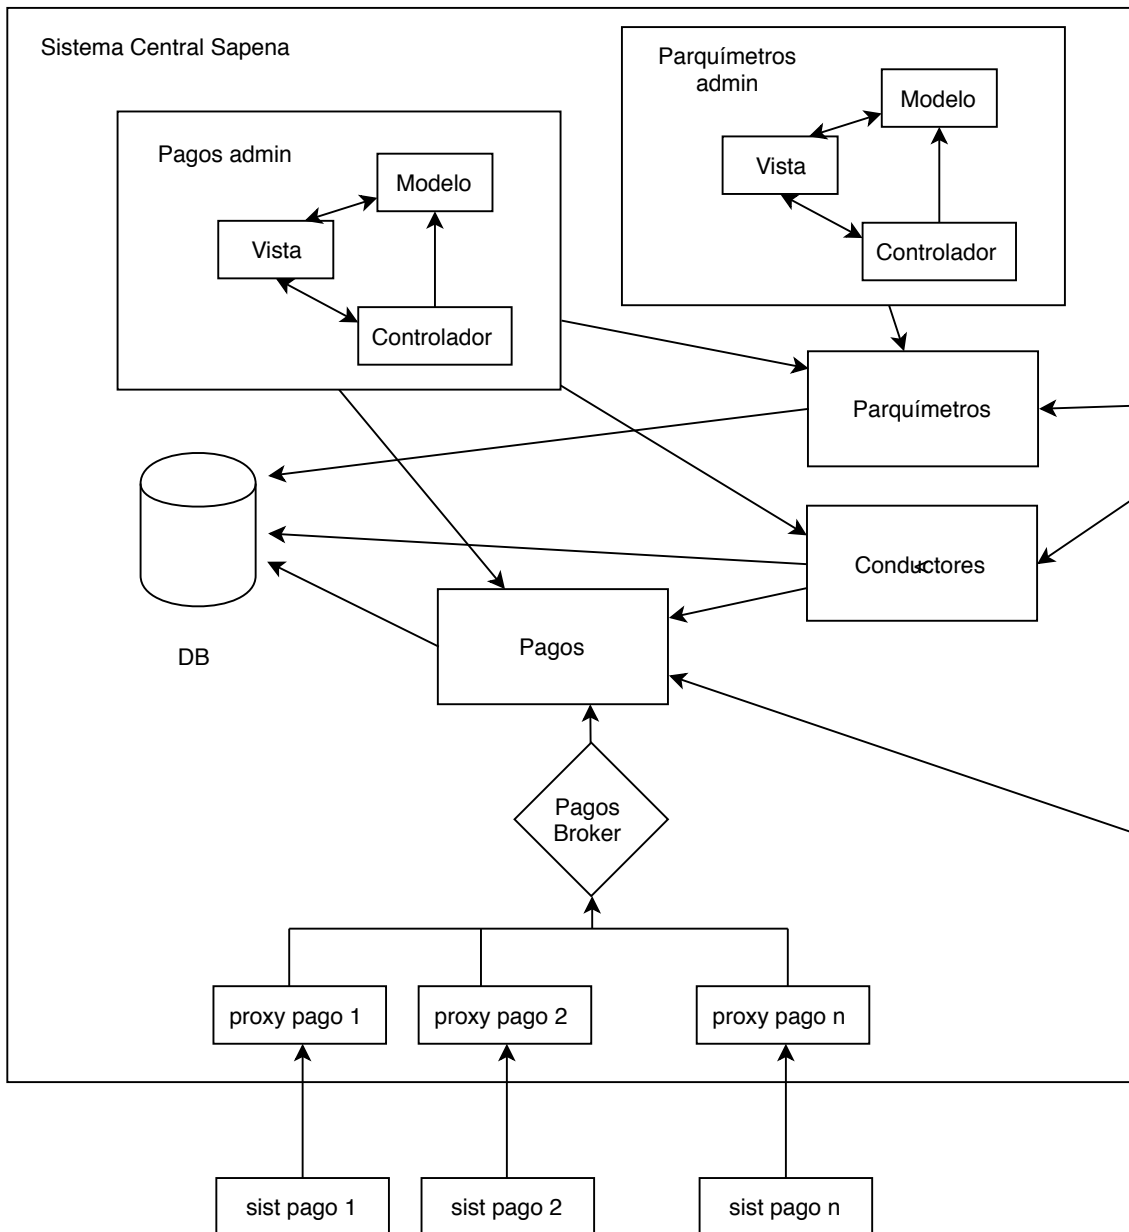 Sistema Central Sapena
Parquímetros
admin
Modelo
Vista
Controlador
Pagos admin
Modelo
Vista
Controlador
Parquímetros
Conductores
DB
Pagos
Pagos
Broker
proxy pago 1
proxy pago 2
proxy pago n
sist pago 1
sist pago 2
sist pago n